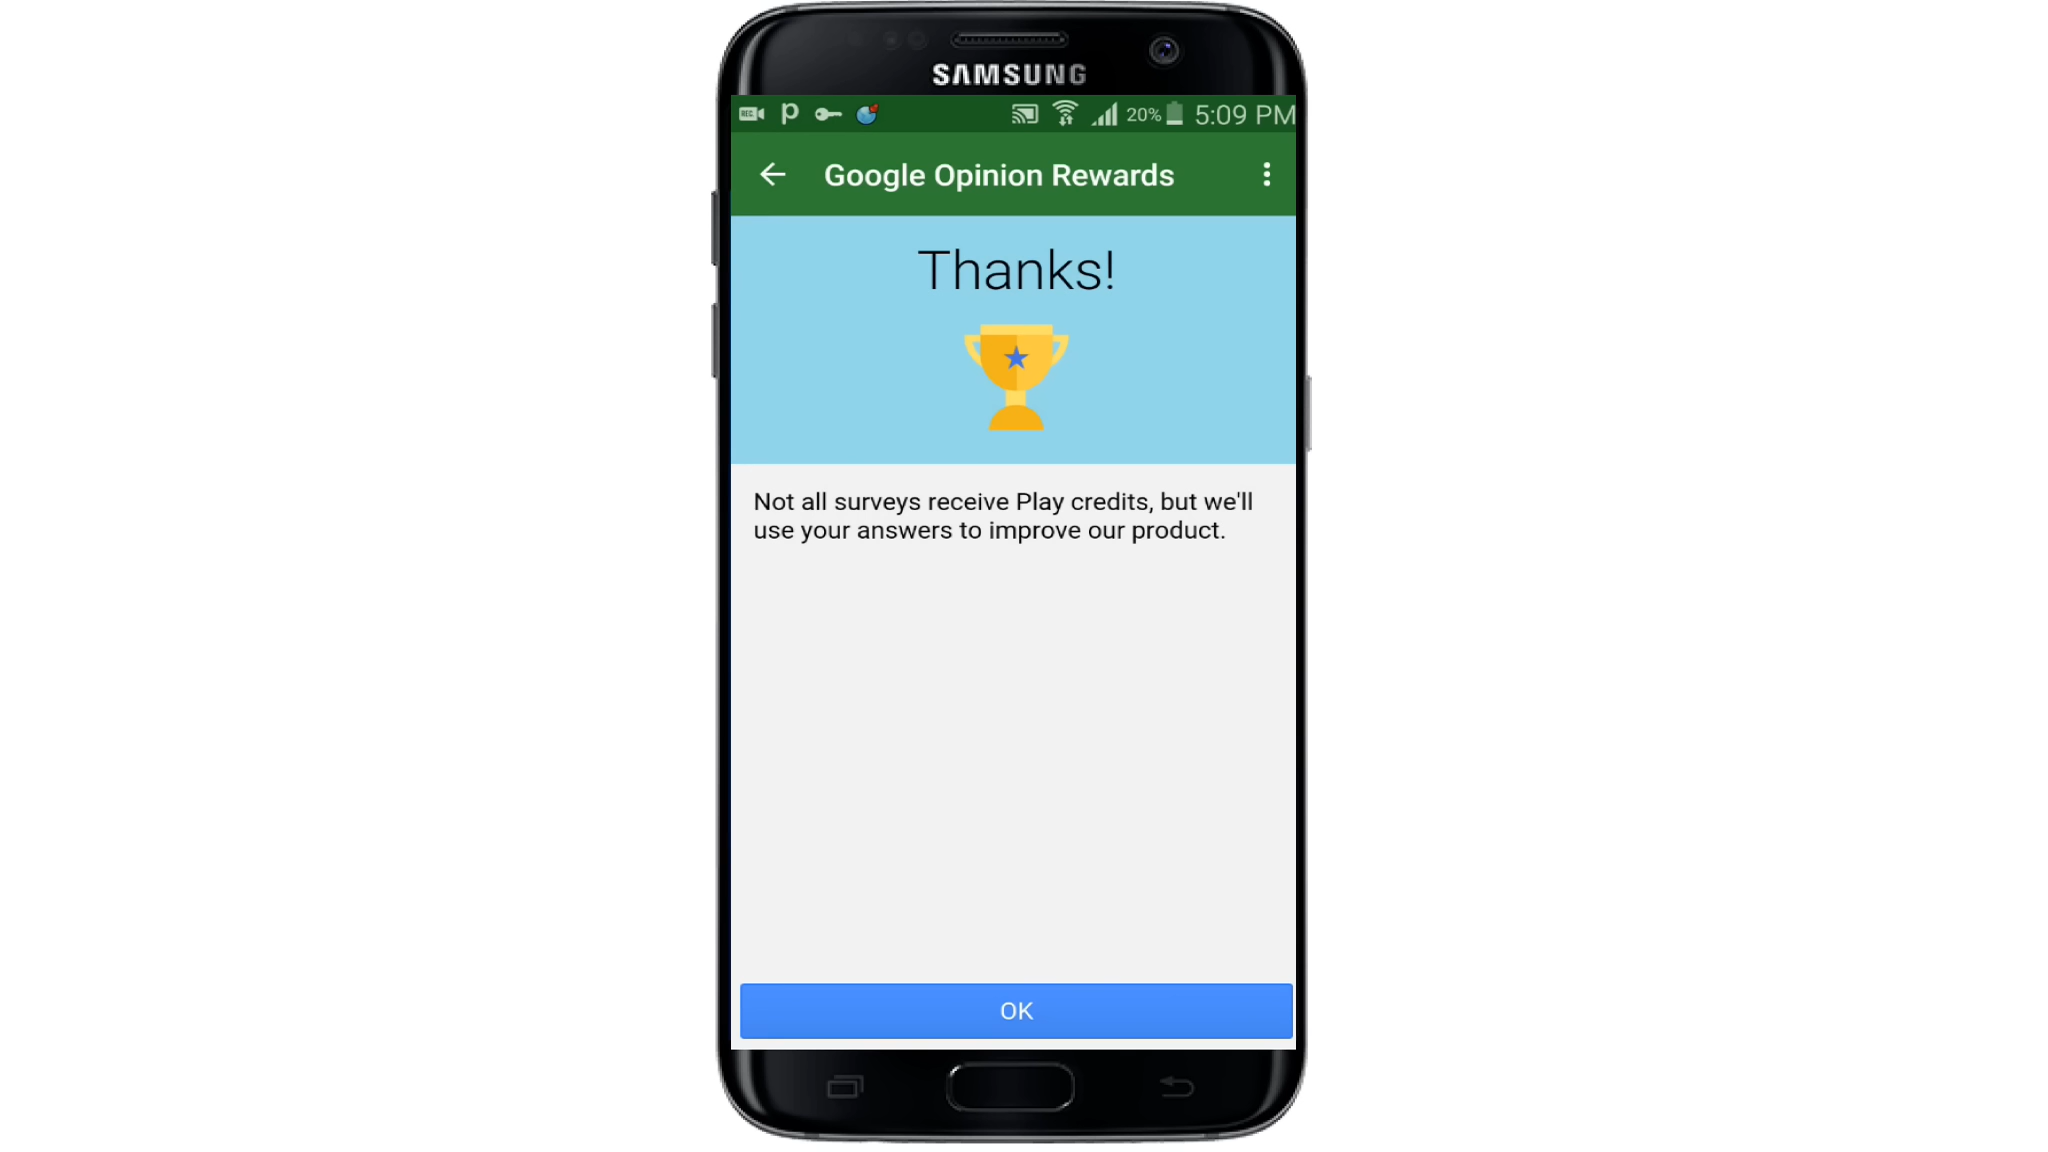 SAMSUNG
REC p 20% 5:09 PM
Google Opinion Rewards
Thanks!
Not all surveys receive Play credits, but we'll
use your answers to improve our product.
OK